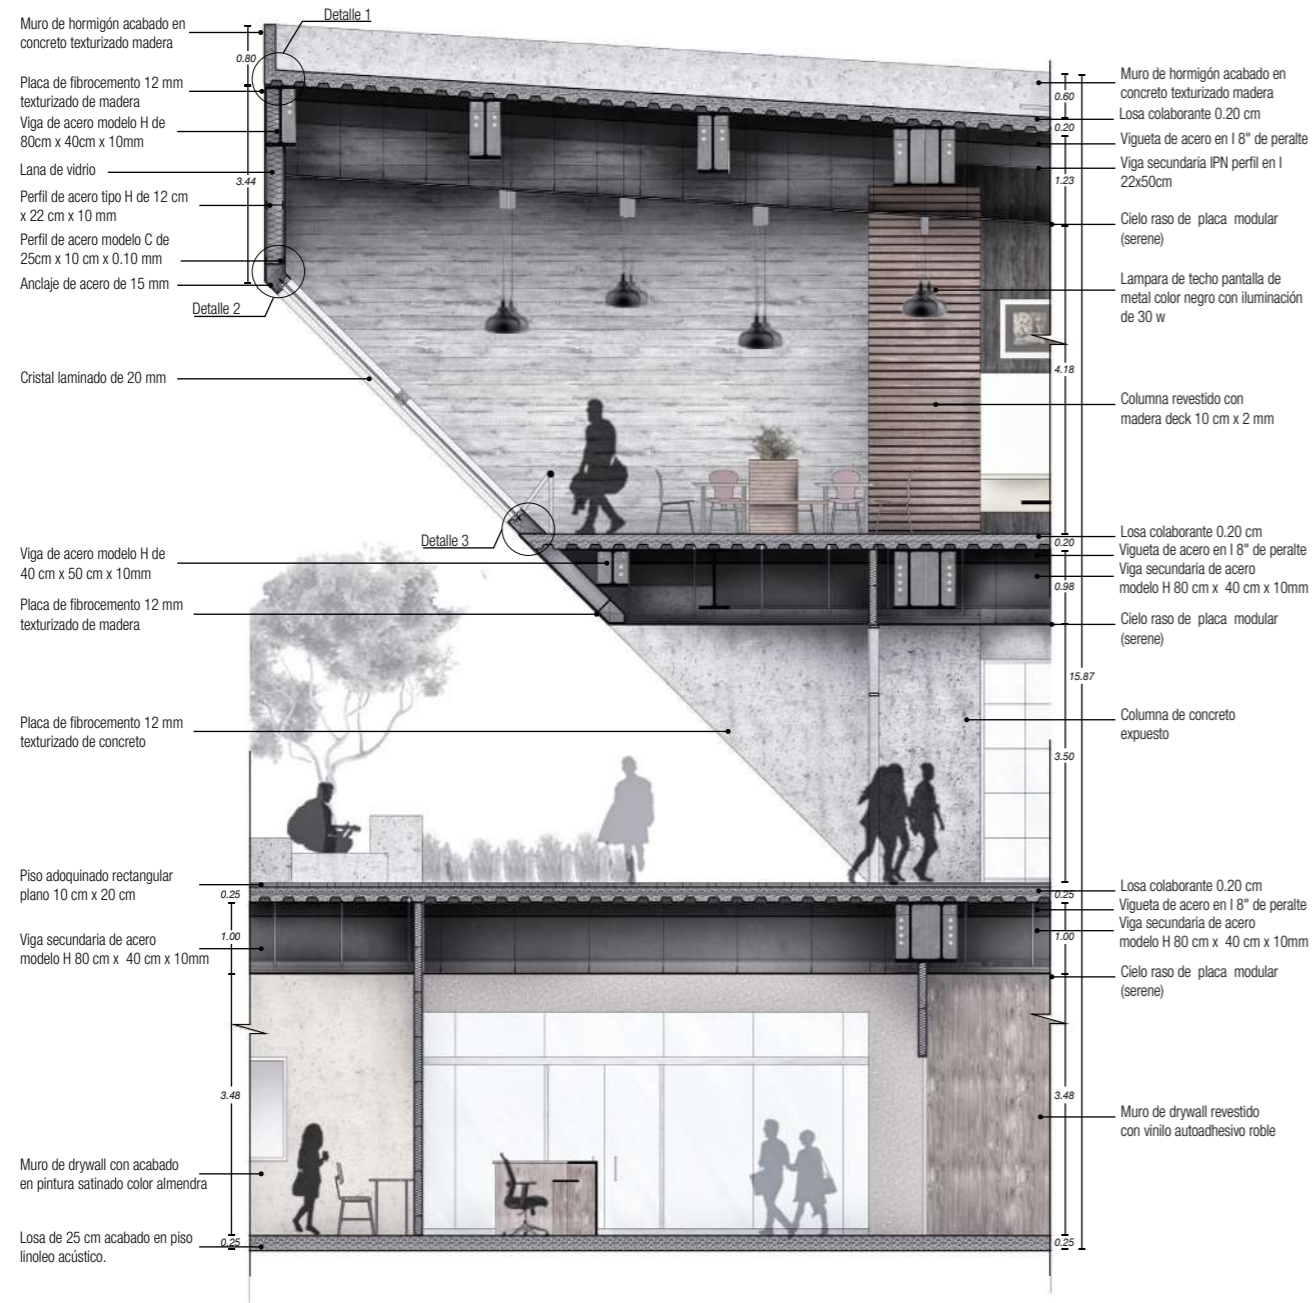 Detalle 1
Muro de hormigón acabado en
concreto texturizado madera
0.80
Placa de fibrocemento 12 mm
texturizado de madera
Viga de acero modelo H de
80cm x 40cm x 10mm
Lana de vidrio
3.44
Perfil de acero tipo H de 12 cm
x 22 cm x 10 mm
Perfil de acero modelo C de
25cm x 10 cm x 0.10 mm
Anclaje de acero de 15 mm
Detalle 2
Cristal laminado de 20 mm
Detalle 3
Viga de acero modelo H de
40 cm x 50 cm x 10mm
Placa de fibrocemento 12 mm
texturizado de madera
Placa de fibrocemento 12 mm
texturizado de concreto
Piso adoquinado rectangular
plano 10 cm x 20 cm
0.25
1.00
Viga secundaria de acero
modelo H 80 cm x 40 cm x 10mm
3.48
Muro de drywall con acabado
en pintura satinado color almendra
Losa de 25 cm acabado en piso
linoleo acústico.
0.25
Muro de hormigón acabado en
concreto texturizado madera
0.60
Losa colaborante 0.20 cm
0.20
Vigueta de acero en I 8" de peralte
Viga secundaria IPN perfil en I
22x50cm
1.23
Cielo raso de placa modular
(serene)
Lampara de techo pantalla de
metal color negro con iluminación
de 30 w
4.18
Columna revestido con
madera deck 10 cm x 2 mm
Losa colaborante 0.20 cm
0.20
Vigueta de acero en I 8" de peralte
Viga secundaria de acero
modelo H 80 cm x 40 cm x 10mm
0.98
Cielo raso de placa modular
(serene)
15.87
Columna de concreto
expuesto
3.50
Losa colaborante 0.20 cm
0.25
Vigueta de acero en I 8" de peralte
Viga secundaria de acero
modelo H 80 cm x 40 cm x 10mm
1.00
Cielo raso de placa modular
(serene)
3.48
Muro de drywall revestido
con vinilo autoadhesivo roble
0.25